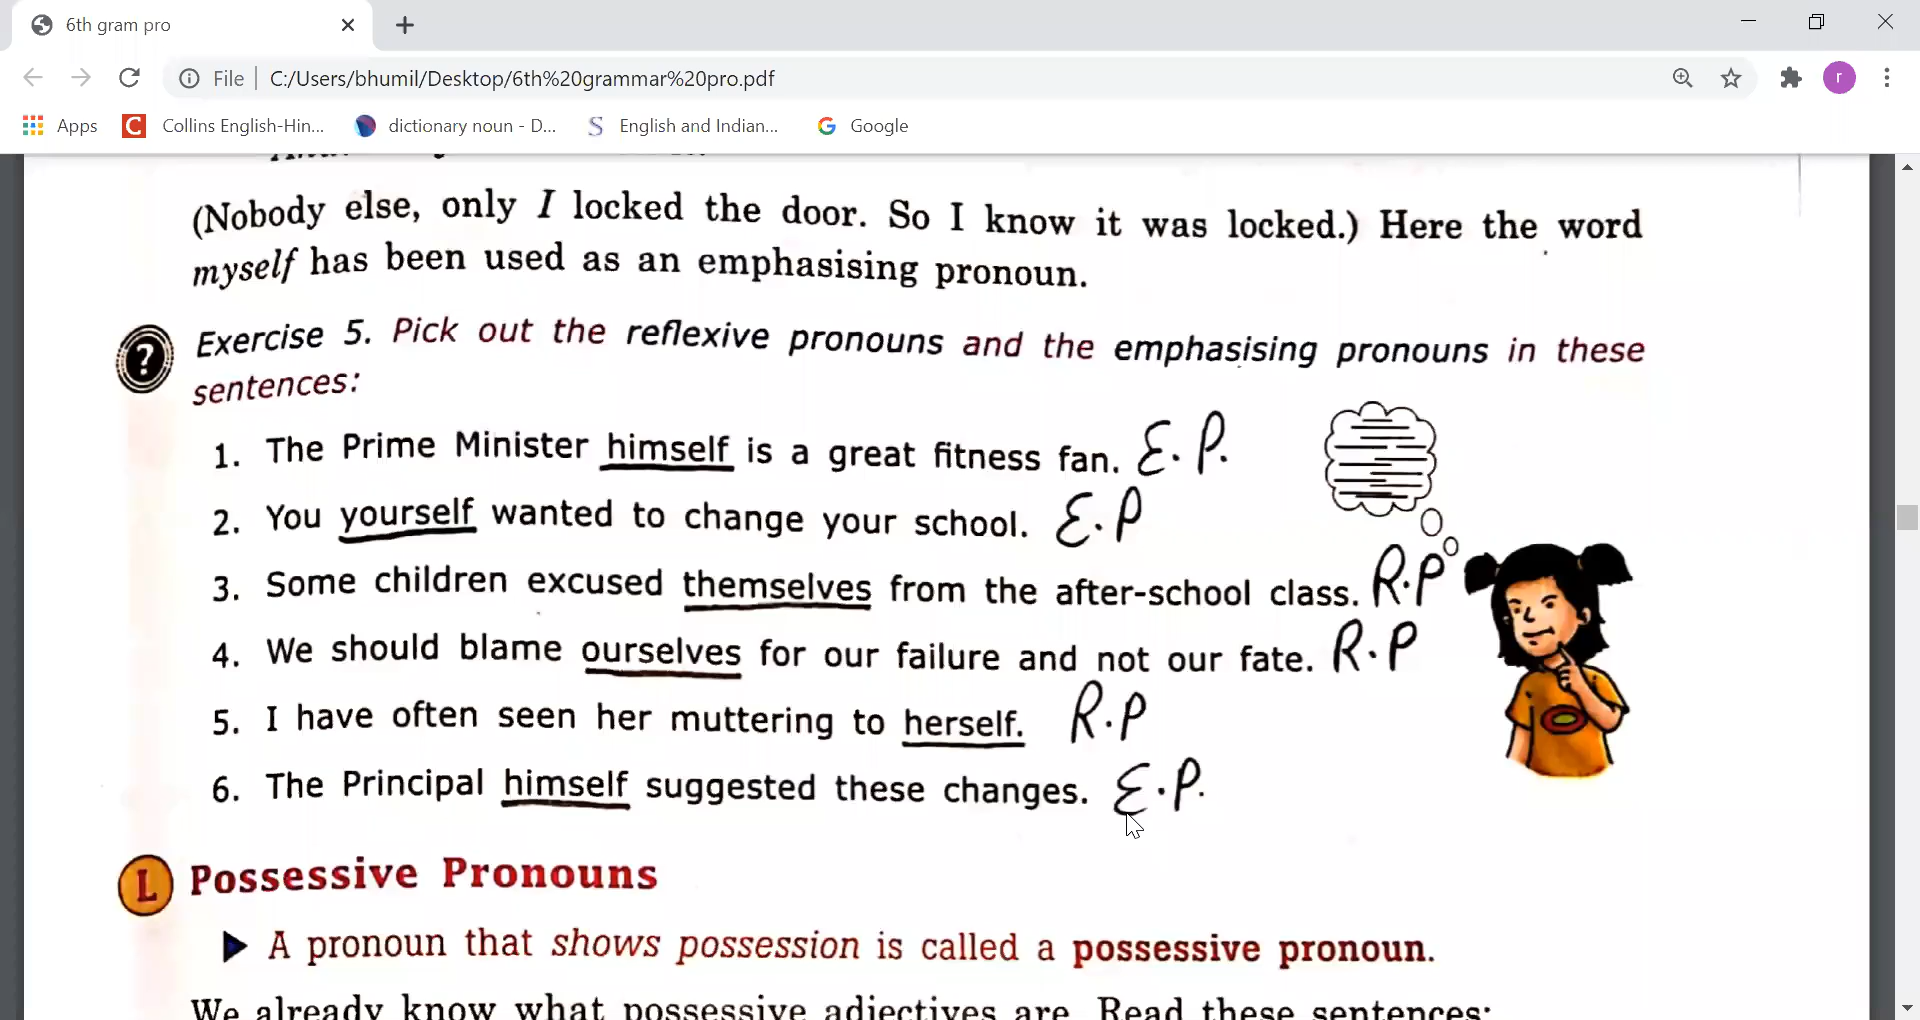 6th gram pro
File C:/Users/bhumil/Desktop/6th%20grammar%20pro.pdf
r
Apps Collins English-Hin... dictionary noun - D... English and Indian... Google
(Nobody else, only I locked the door. So I know it was locked.) Here the word
myself has been used as an emphasising pronoun.
Exercise 5. Pick out the reflexive pronouns and the emphasising pronouns in these
sentences:
1. The Prime Minister himself is a great fitness fan. E.P.
2. You yourself wanted to change your school. E.P
3. Some children excused themselves from the after-school class. R.P
4. We should blame ourselves for our failure and not our fate. R.P
5. I have often seen her muttering to herself. R.P
6. The Principal himself suggested these changes. E.P.
L Possessive Pronouns
A pronoun that shows possession is called a possessive pronoun.
We already know what possessive adjectives are. Read these sentences: